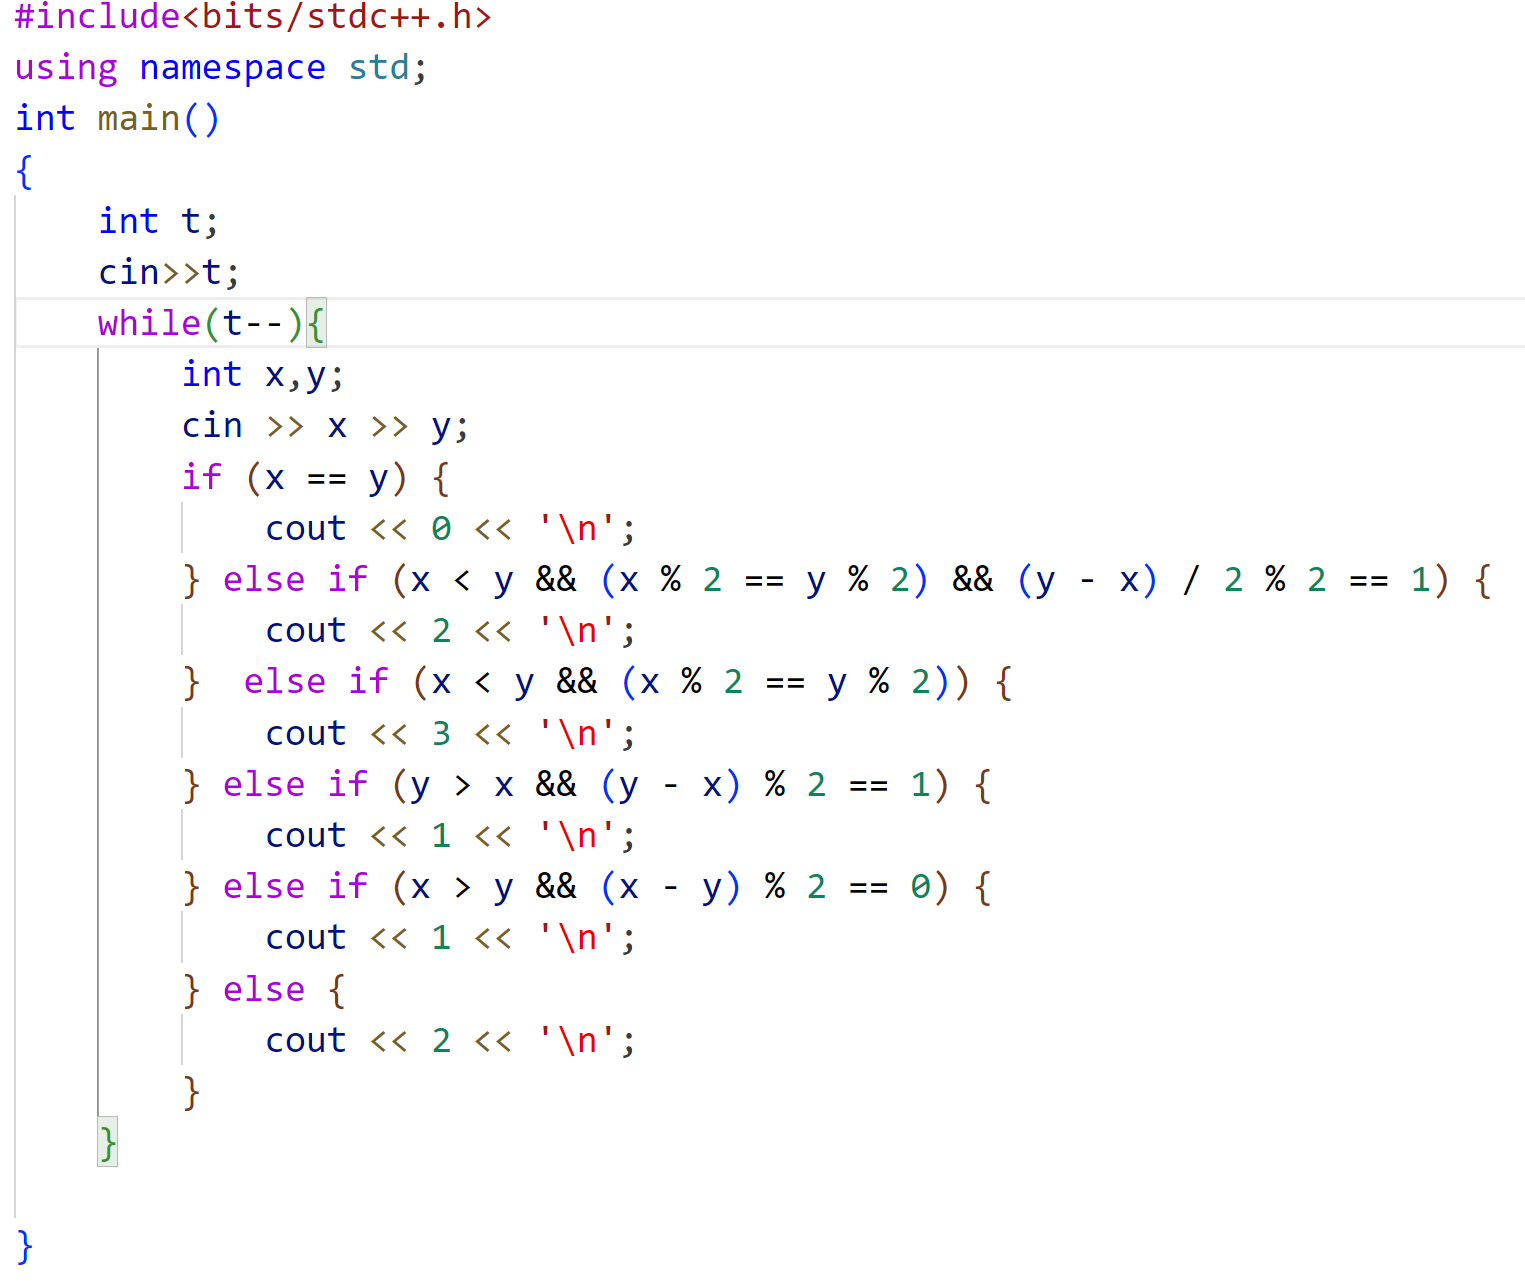 #include<bits/stdc++.h>
using namespace std;
int main()
{
    int t;
    cin>>t;
    while(t--){
        int x,y;
        cin >> x >> y;
        if (x == y) {
            cout << 0 << '\n';
        } else if (x < y && (x % 2 == y % 2) && (y - x) / 2 % 2 == 1) {
            cout << 2 << '\n';
        }  else if (x < y && (x % 2 == y % 2)) {
            cout << 3 << '\n';
        } else if (y > x && (y - x) % 2 == 1) {
            cout << 1 << '\n';
        } else if (x > y && (x - y) % 2 == 0) {
            cout << 1 << '\n';
        } else {
            cout << 2 << '\n';
        }
    }
}